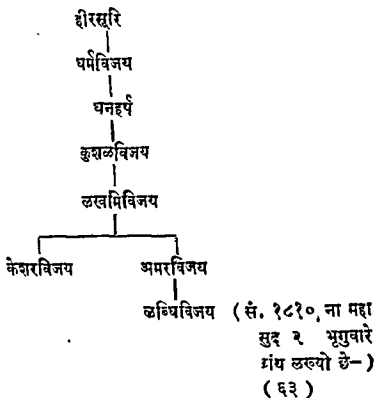 हीरसूरि
धर्मविजय
धनहर्ष
कुशळविजय
लखमिविजय
केशरविजय अमरविजय
ळब्धिविजय (सं. १८१०, ना महा
सुद २ भृगुवारे
ग्रंथ लख्यो छे-)
(६३)